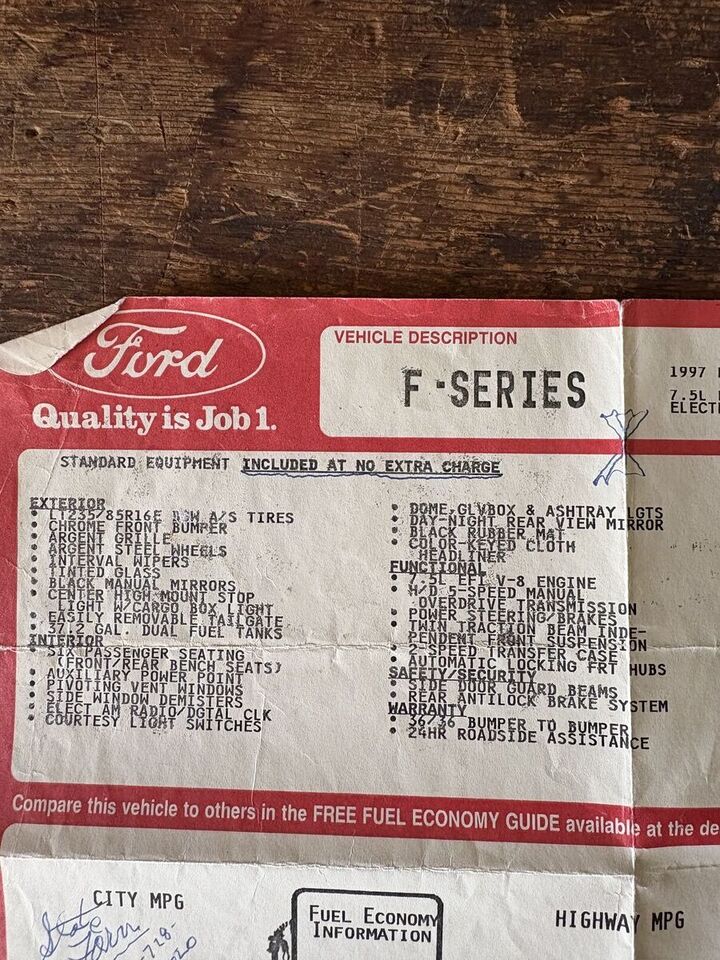 Ford
Quality is Job 1.
VEHICLE DESCRIPTION
F-SERIES
1997
7.5L
ELECT
STANDARD EQUIPMENT INCLUDED AT NO EXTRA CHARGE
EXTERIOR
• LT235/85R16E BSW A/S TIRES
• CHROME FRONT BUMPER
• ARGENT GRILLE
• ARGENT STEEL WHEELS
• INTERVAL WIPERS
• TINTED GLASS
• BLACK MANUAL MIRRORS
• CENTER HIGH MOUNT STOP
LIGHT W/CARGO BOX LIGHT
• EASILY REMOVABLE TAILGATE
• 37.2 GAL. DUAL FUEL TANKS
INTERIOR
• SIX PASSENGER SEATING
(FRONT/REAR BENCH SEATS)
• AUXILIARY POWER POINT
• PIVOTING VENT WINDOWS
• SIDE WINDOW DEMISTERS
• ELECT AM RADIO/DGTAL CLK
• COURTESY LIGHT SWITCHES
• DOME,GLVBOX & ASHTRAY LGTS
• DAY-NIGHT REAR VIEW MIRROR
• BLACK RUBBER MAT
• COLOR-KEYED CLOTH
HEADLINER
FUNCTIONAL
• 7.5L EFI V-8 ENGINE
• H/D 5-SPEED MANUAL
OVERDRIVE TRANSMISSION
• POWER STEERING/BRAKES
• TWIN TRACTION BEAM INDE-
PENDENT FRONT SUSPENSION
• 2-SPEED TRANSFER CASE
• AUTOMATIC LOCKING FRT HUBS
SAFETY/SECURITY
• SIDE DOOR GUARD BEAMS
• REAR ANTILOCK BRAKE SYSTEM
WARRANTY
• 36/36 BUMPER TO BUMPER
• 24HR ROADSIDE ASSISTANCE
Compare this vehicle to others in the FREE FUEL ECONOMY GUIDE available at the de
CITY MPG
State
Farm
-728-
FUEL ECONOMY
INFORMATION
HIGHWAY MPG